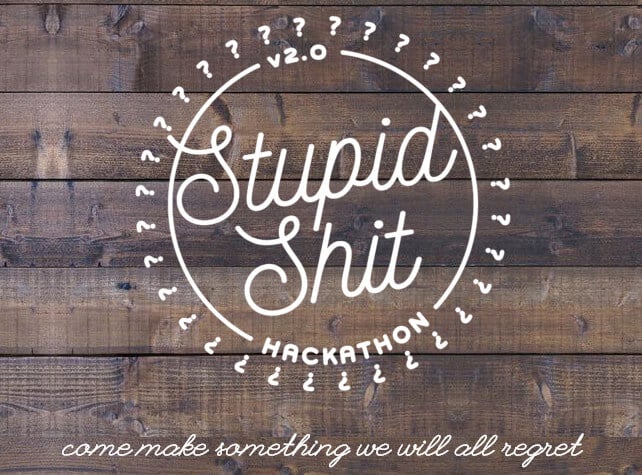 v2.0
Stupid
Shit
HACKATHON
come make something we will all regret